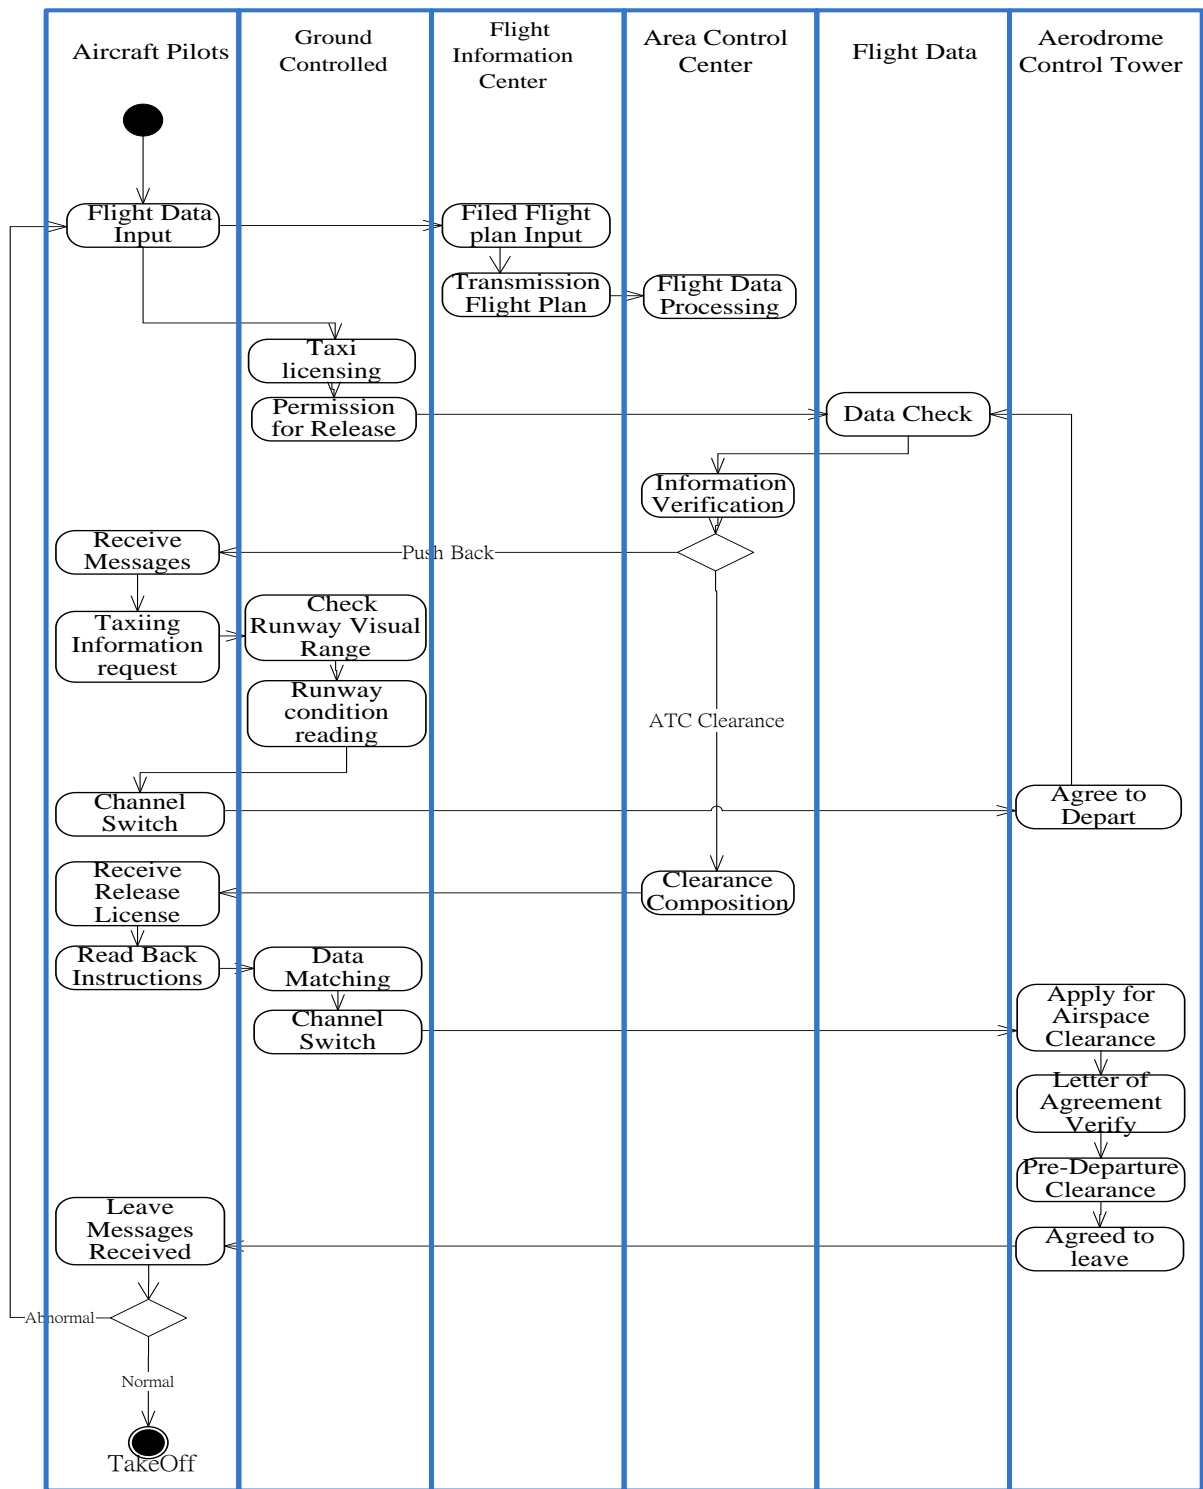 Aircraft Pilots
Ground
Controlled
Flight
Information
Center
Area Control
Center
Flight Data
Aerodrome
Control Tower
Flight Data
Input
Filed Flight
plan Input
Transmission
Flight Plan
Flight Data
Processing
Taxi
licensing
Permission
for Release
Data Check
Information
Verification
Receive
Messages
Push Back
Taxiing
Information
request
Check
Runway Visual
Range
Runway
condition
reading
ATC Clearance
Channel
Switch
Agree to
Depart
Receive
Release
License
Clearance
Composition
Read Back
Instructions
Data
Matching
Channel
Switch
Apply for
Airspace
Clearance
Letter of
Agreement
Verify
Pre-Departure
Clearance
Leave
Messages
Received
Agreed to
leave
Abnormal
Normal
TakeOff